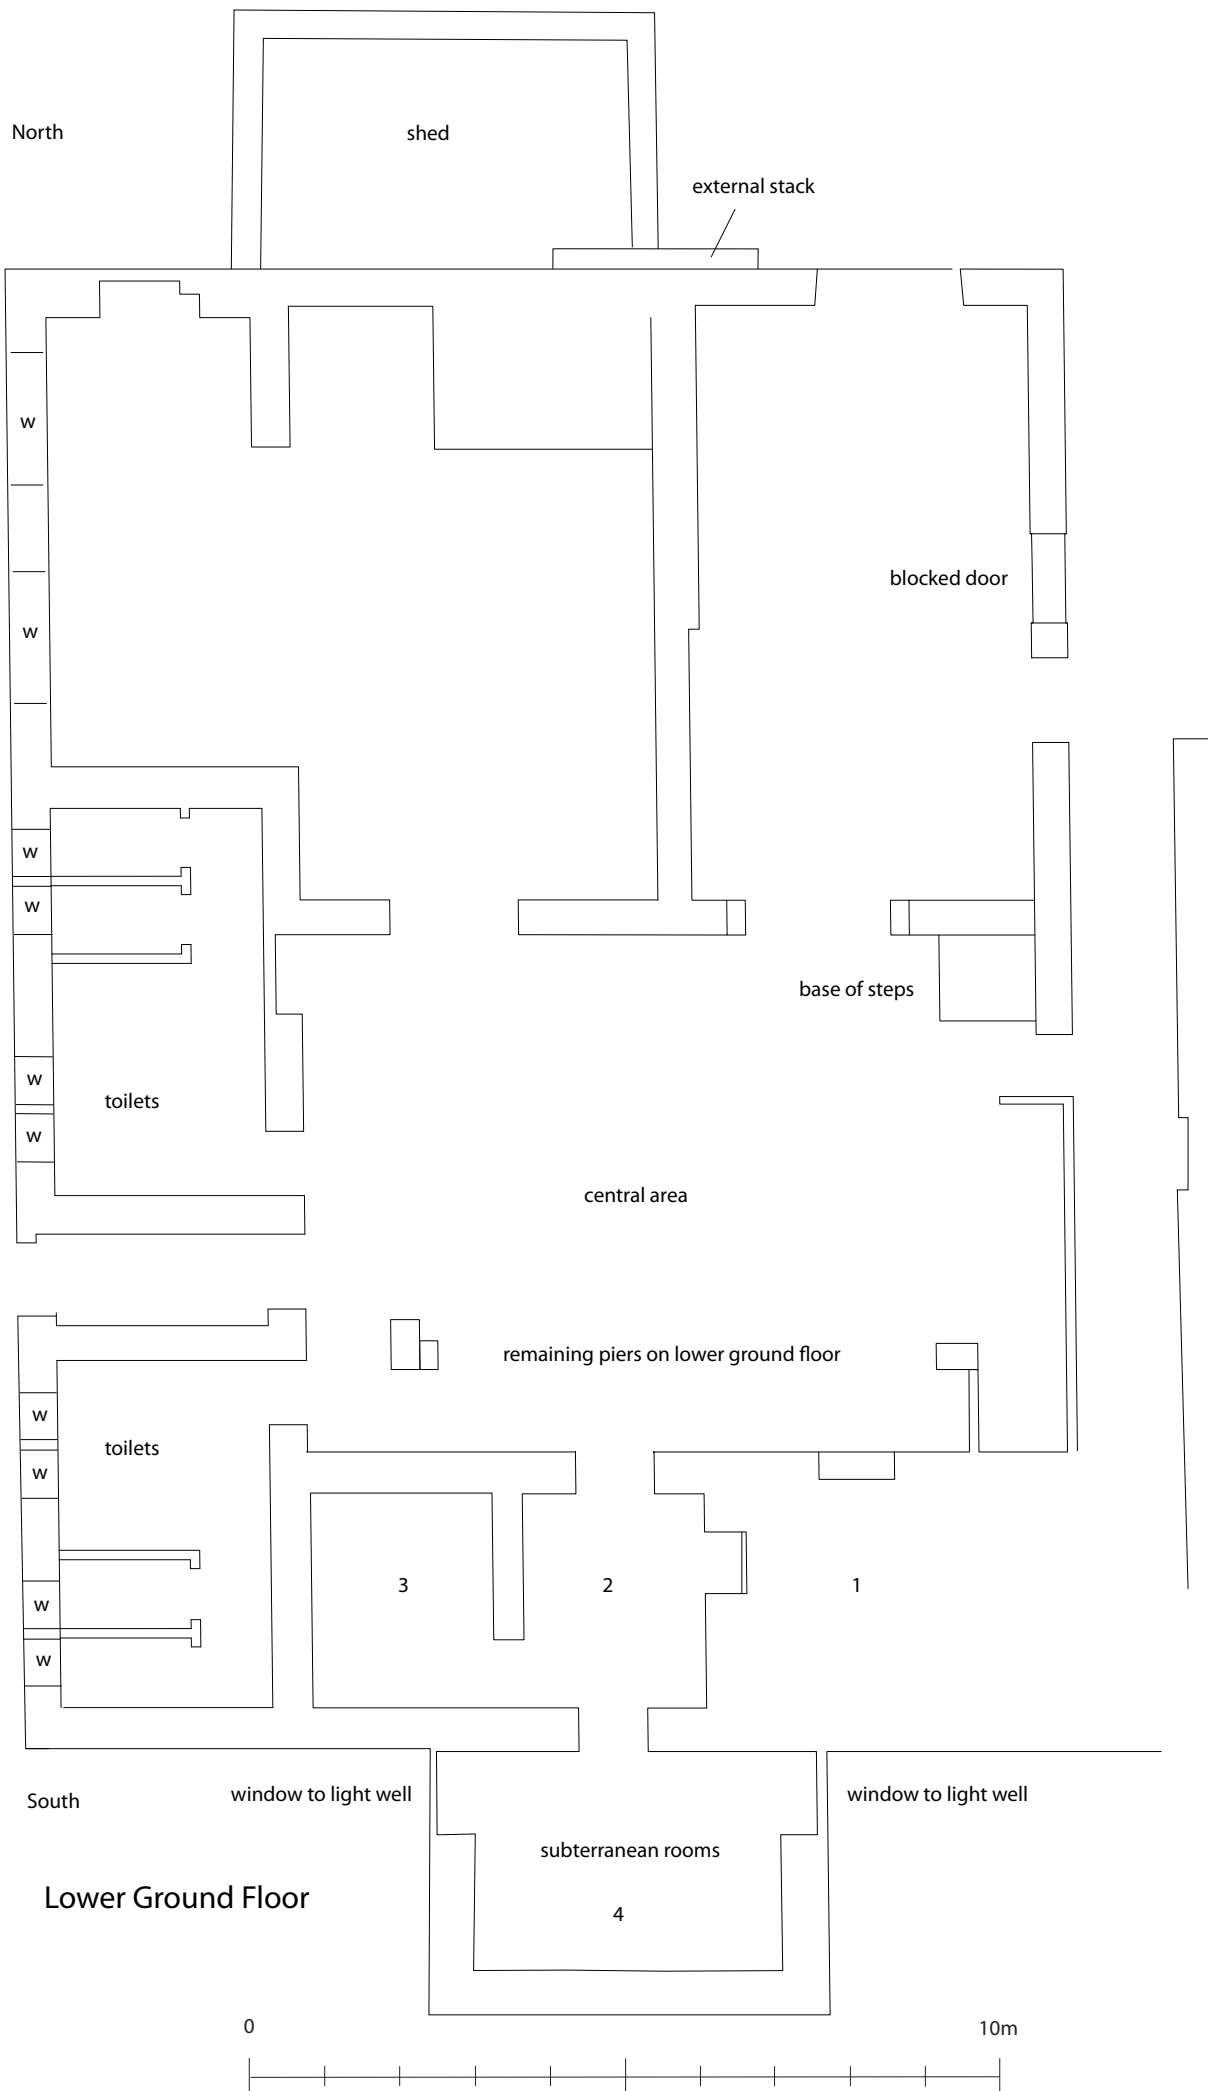 North
shed
external stack
w
blocked door
w
w
w
base of steps
w
toilets
w
central area
remaining piers on lower ground floor
w
toilets
w
3
2
1
w
w
South
window to light well
window to light well
subterranean rooms
Lower Ground Floor
4
0
10m